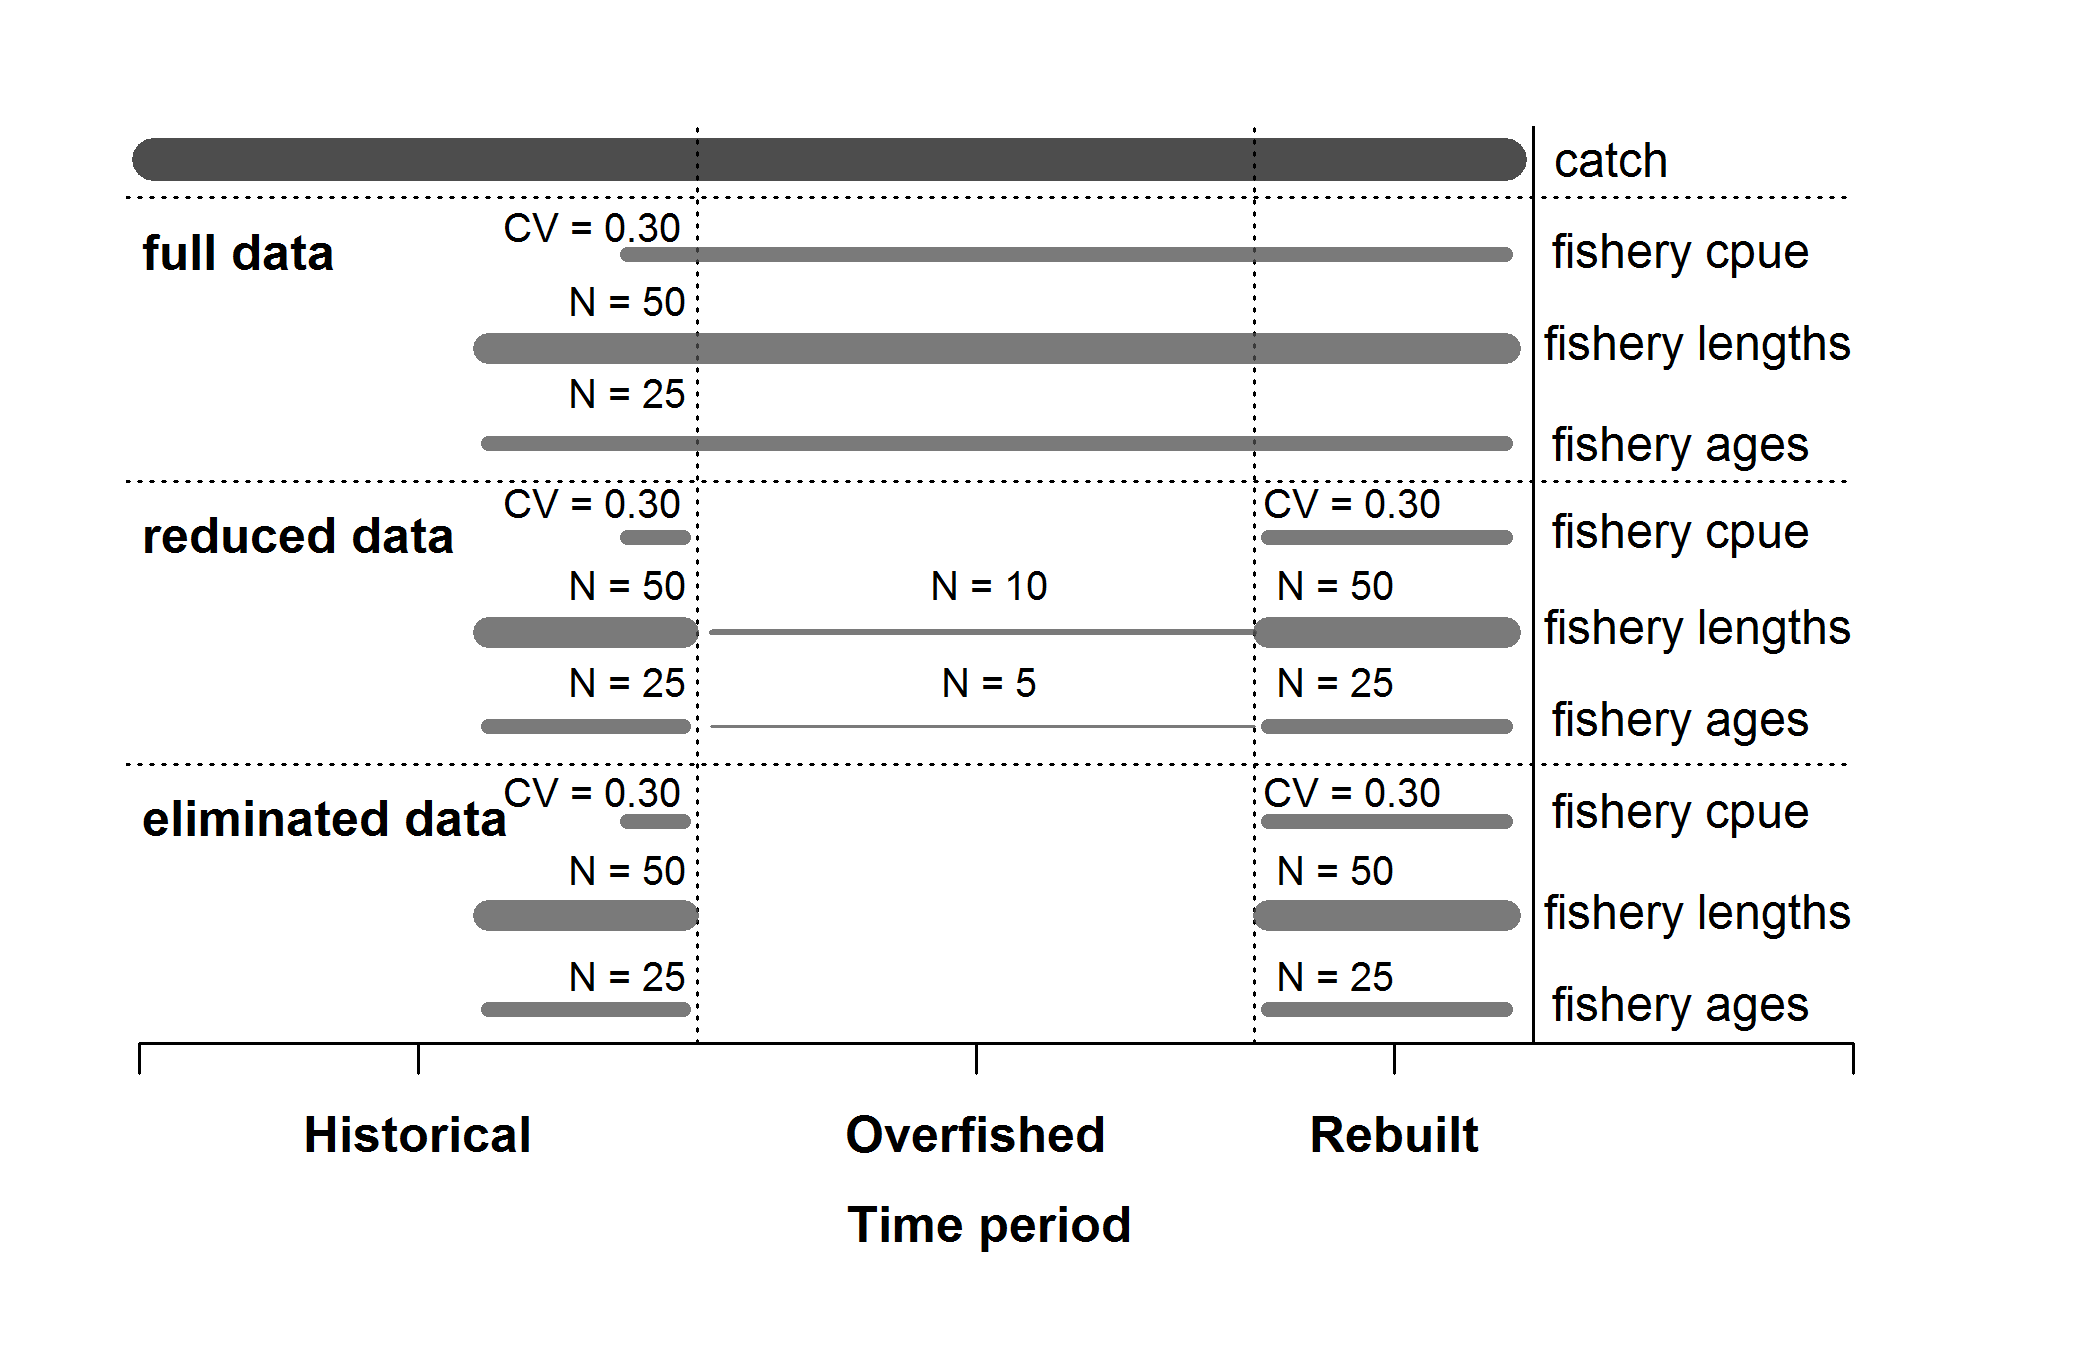 catch
CV = 0.30
full data
fishery cpue
N = 50
fishery lengths
N = 25
fishery ages
CV = 0.30 CV = 0.30
reduced data
fishery cpue
N = 50 N = 10 N = 50
fishery lengths
N = 25 N = 5 N = 25
fishery ages
CV = 0.30 CV = 0.30
eliminated data
fishery cpue
N = 50 N = 50
fishery lengths
N = 25 N = 25
fishery ages
Historical Overfished Rebuilt
Time period